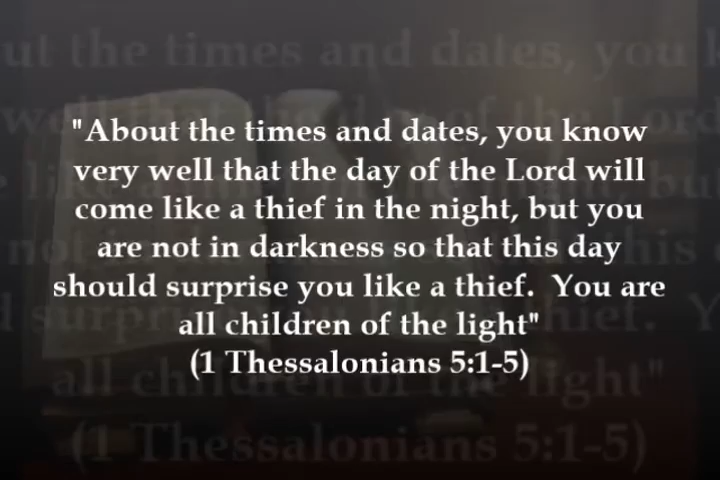 "About the times and dates, you know
very well that the day of the Lord will
come like a thief in the night, but you
are not in darkness so that this day
should surprise you like a thief.  You are
all children of the light"
(1 Thessalonians 5:1-5)